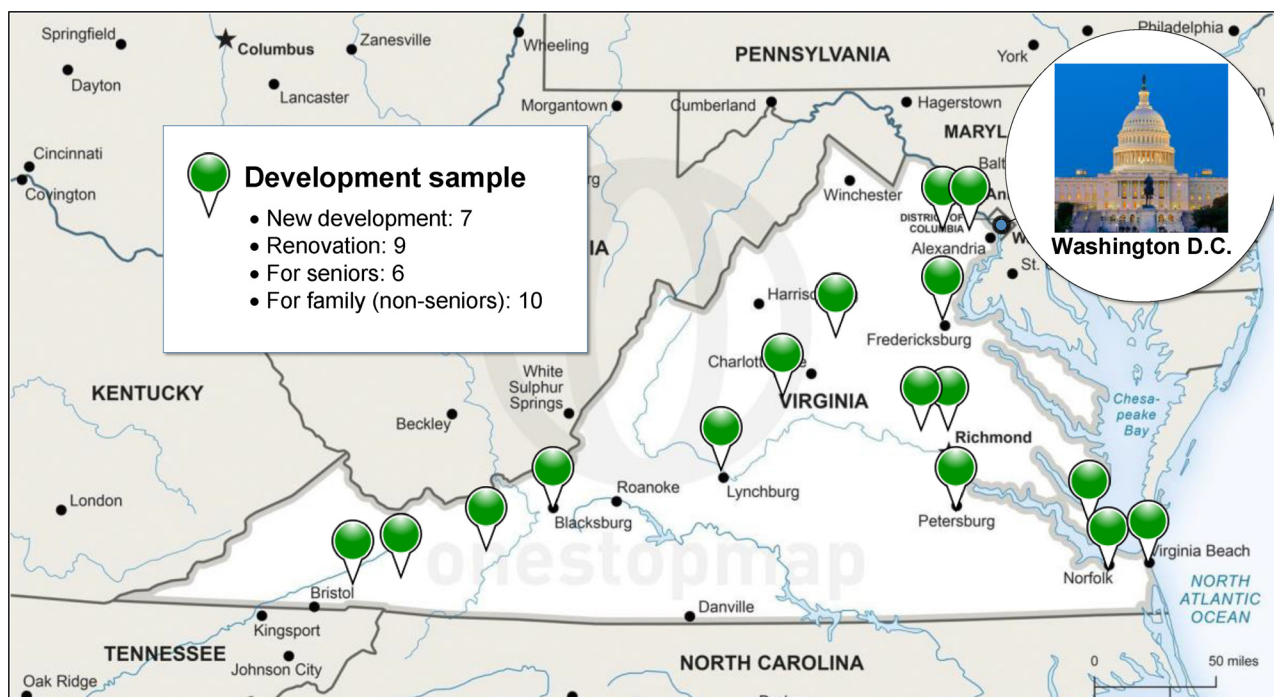 Springfield
Columbus
Zanesville
Wheeling
PENNSYLVANIA
York
Philadelphia
Dayton
Lancaster
Morgantown
Cumberland
Hagerstown
MARYL
Cincinnati
Covington
Development sample
• New development: 7
• Renovation: 9
• For seniors: 6
• For family (non-seniors): 10
Winchester
DISTRICT OF
COLUMBIA
Alexandria
Washington D.C.
Fredericksburg
KENTUCKY
White
Sulphur
Springs
VIRGINIA
Chesa-
peake
Bay
Beckley
Richmond
London
Roanoke
Lynchburg
Blacksburg
Petersburg
onestopmap
Virginia Beach
Norfolk
Bristol
Danville
NORTH
ATLANTIC
OCEAN
Kingsport
TENNESSEE
Johnson City
NORTH CAROLINA
0
50 miles
Oak Ridge